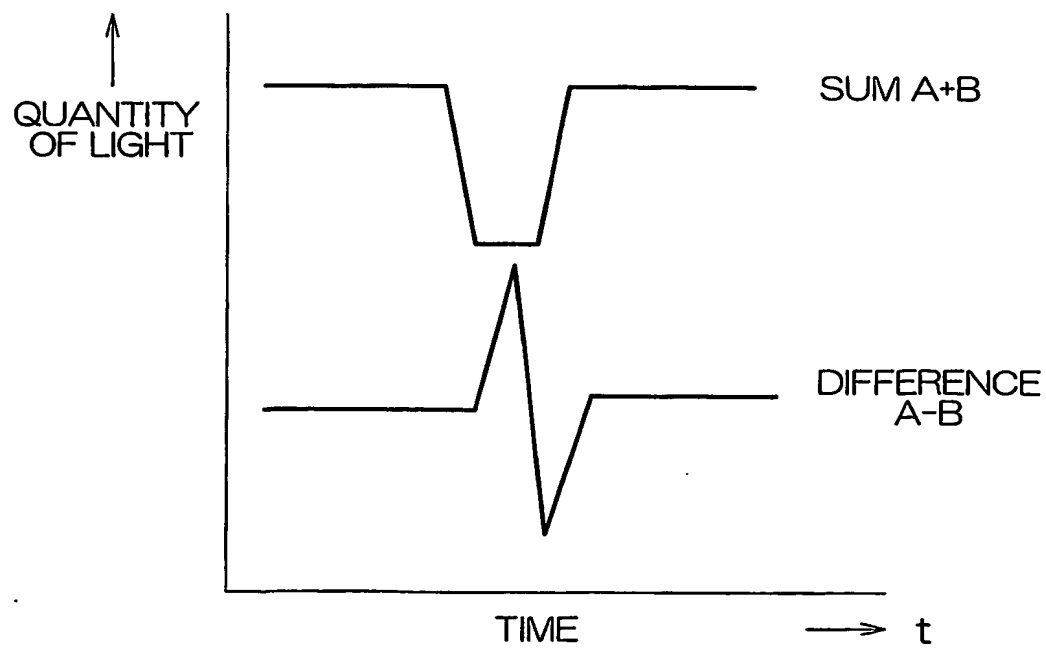 QUANTITY
OF LIGHT
SUM A+B
DIFFERENCE
A-B
TIME
t